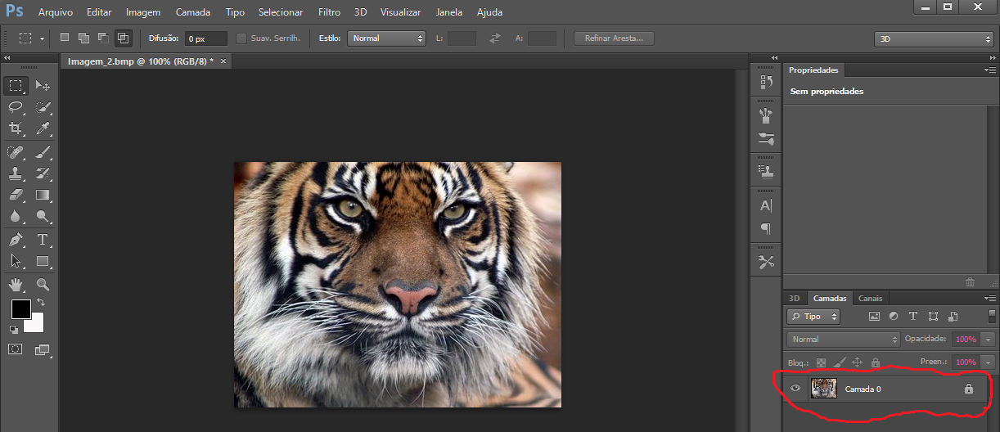 Ps Arquivo Editar Imagem Camada Tipo Selecionar Filtro 3D Visualizar Janela Ajuda
Difusão: 0 px Suav. Serrilh. Estilo: Normal L: A: Refinar Aresta... 3D
Imagem_2.bmp @ 100% (RGB/8) * ×
Propriedades
Sem propriedades
3D Camadas Canais
Tipo
Normal Opacidade: 100%
Bloq.: Preen.: 100%
Camada 0